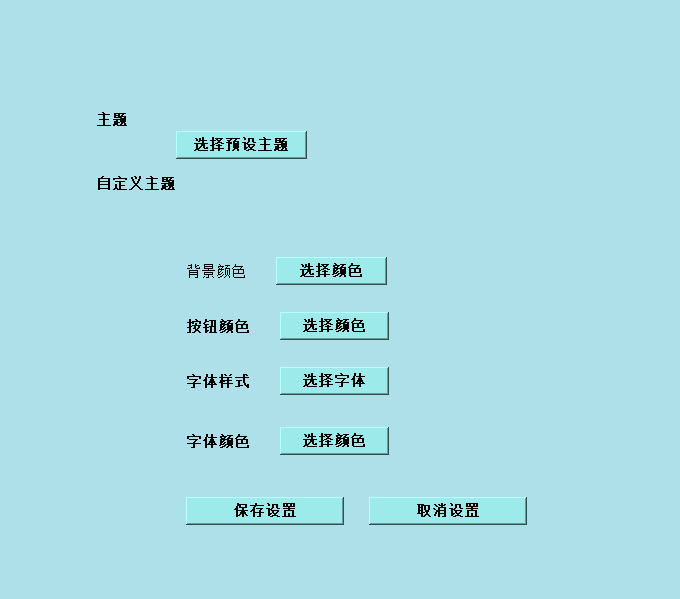 主题
选择预设主题
自定义主题
背景颜色 选择颜色
按钮颜色 选择颜色
字体样式 选择字体
字体颜色 选择颜色
保存设置 取消设置